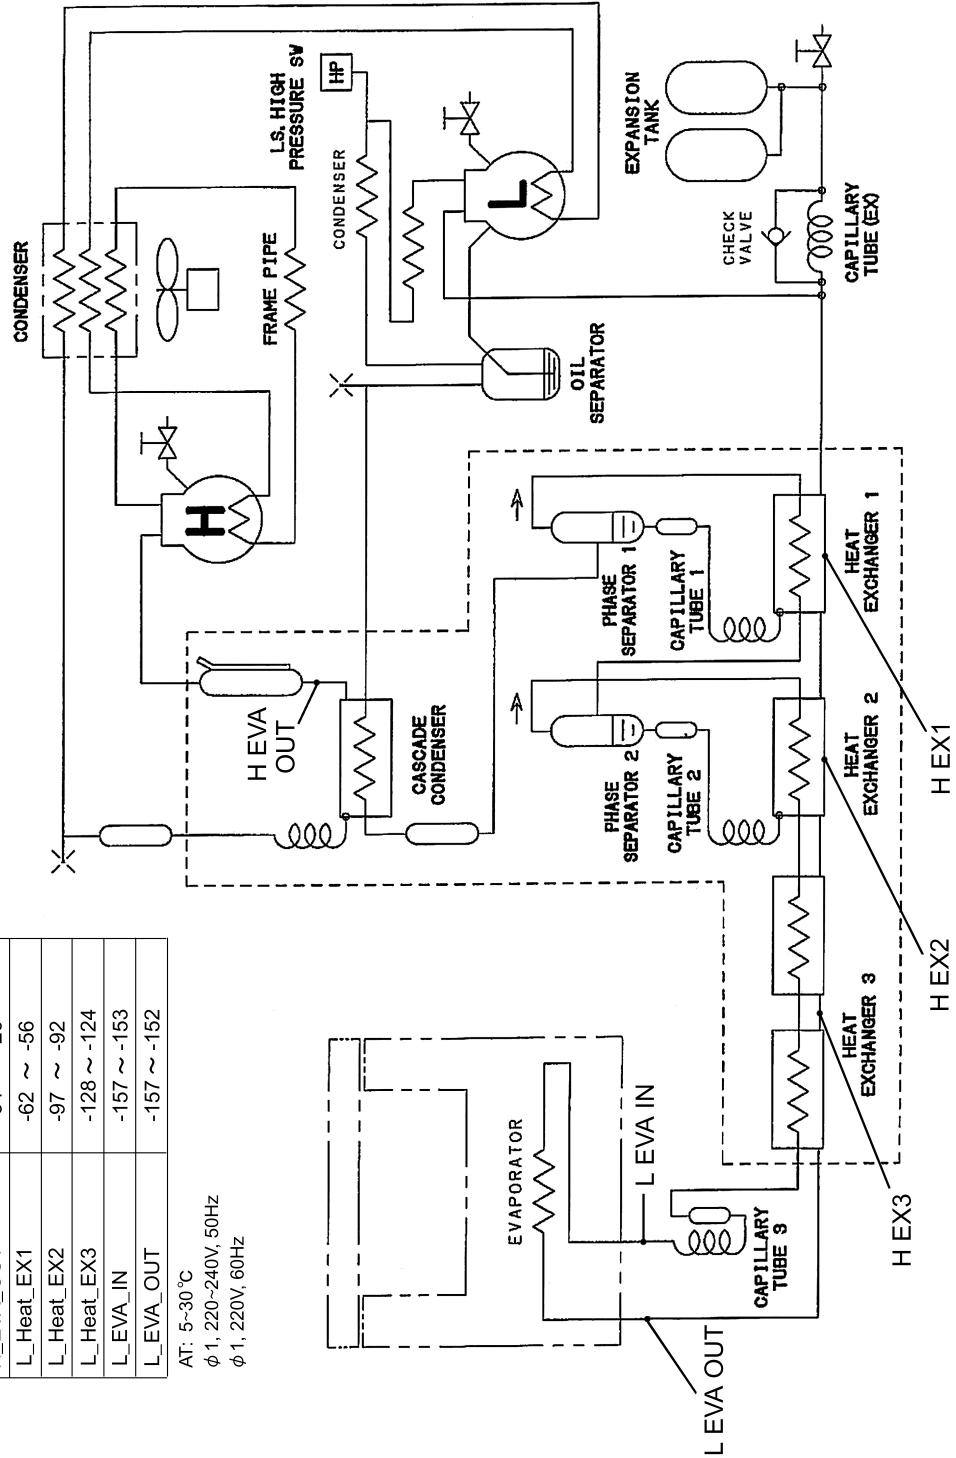 L_Heat_EX1 -62 ~ -56
L_Heat_EX2 -97 ~ -92
L_Heat_EX3 -128 ~ -124
L_EVA_IN -157 ~ -153
L_EVA_OUT -157 ~ -152
AT: 5~30°C
φ1, 220~240V, 50Hz
φ1, 220V, 60Hz
CONDENSER
FRAME PIPE
H
L.S. HIGH
PRESSURE SW
HP
CONDENSER
L
OIL
SEPARATOR
EXPANSION
TANK
CHECK
VALVE
CAPILLARY
TUBE (EX)
H EVA
OUT
CASCADE
CONDENSER
PHASE
SEPARATOR 1
CAPILLARY
TUBE 1
HEAT
EXCHANGER 1
H EX1
PHASE
SEPARATOR 2
CAPILLARY
TUBE 2
HEAT
EXCHANGER 2
H EX2
HEAT
EXCHANGER 3
H EX3
EVAPORATOR
L EVA IN
CAPILLARY
TUBE 3
L EVA OUT